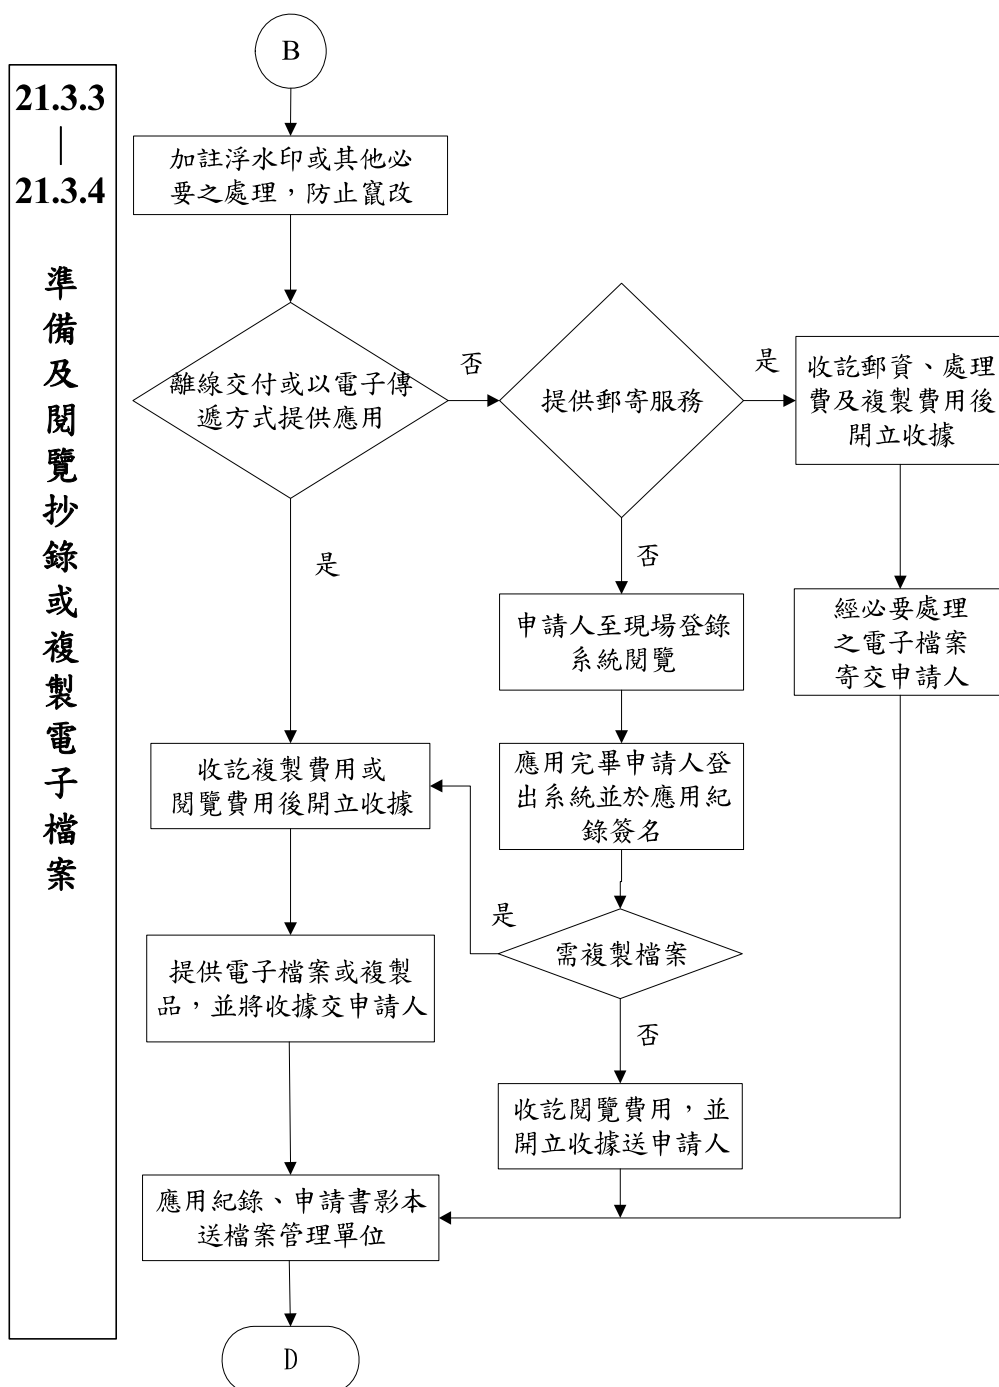 B
21.3.3
|
21.3.4
準備及閱覽抄錄或複製電子檔案
加註浮水印或其他必
要之處理，防止竄改
離線交付或以電子傳
遞方式提供應用
否
提供郵寄服務
是
收訖郵資、處理
費及複製費用後
開立收據
是
否
申請人至現場登錄
系統閱覽
經必要處理
之電子檔案
寄交申請人
收訖複製費用或
閱覽費用後開立收據
應用完畢申請人登
出系統並於應用紀
錄簽名
是
需複製檔案
提供電子檔案或複製
品，並將收據交申請人
否
收訖閱覽費用，並
開立收據送申請人
應用紀錄、申請書影本
送檔案管理單位
D